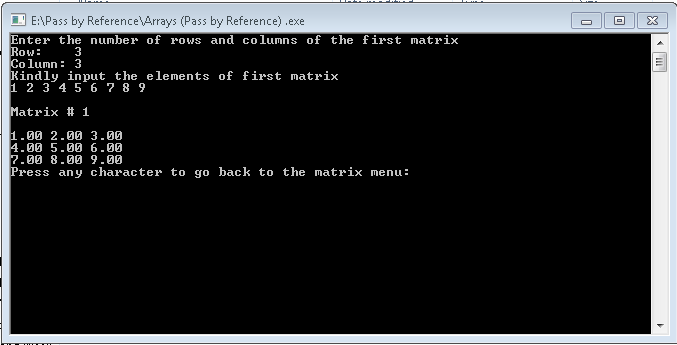 E:\Pass by Reference\Arrays (Pass by Reference) .exe
Enter the number of rows and columns of the first matrix
Row:    3
Column: 3
Kindly input the elements of first matrix
1 2 3 4 5 6 7 8 9
Matrix # 1
1.00 2.00 3.00
4.00 5.00 6.00
7.00 8.00 9.00
Press any character to go back to the matrix menu: